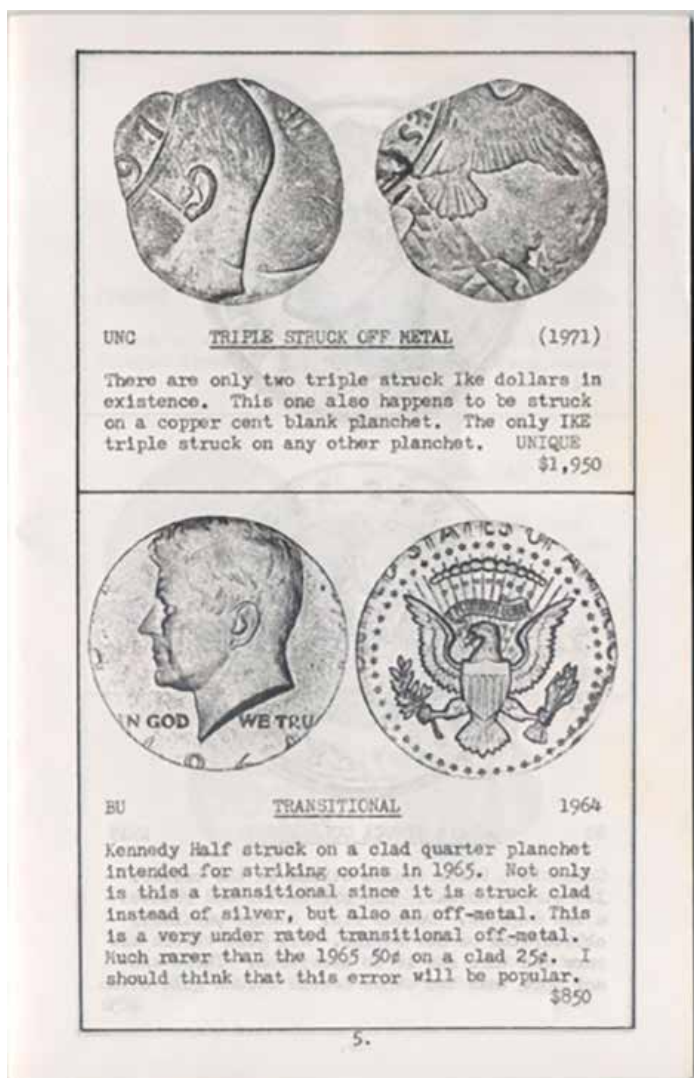 UNC TRIPLE STRUCK OFF METAL (1971)
There are only two triple struck Ike dollars in
existence. This one also happens to be struck
on a copper cent blank planchet. The only IKE
triple struck on any other planchet. UNIQUE
$1,950
STATES OF AMERIC
N GOD WE TRU
BU TRANSITIONAL 1964
Kennedy Half struck on a clad quarter planchet
intended for striking coins in 1965. Not only
is this a transitional since it is struck clad
instead of silver, but also an off-metal. This
is a very under rated transitional off-metal.
Much rarer than the 1965 50¢ on a clad 25¢. I
should think that this error will be popular.
$850
5.